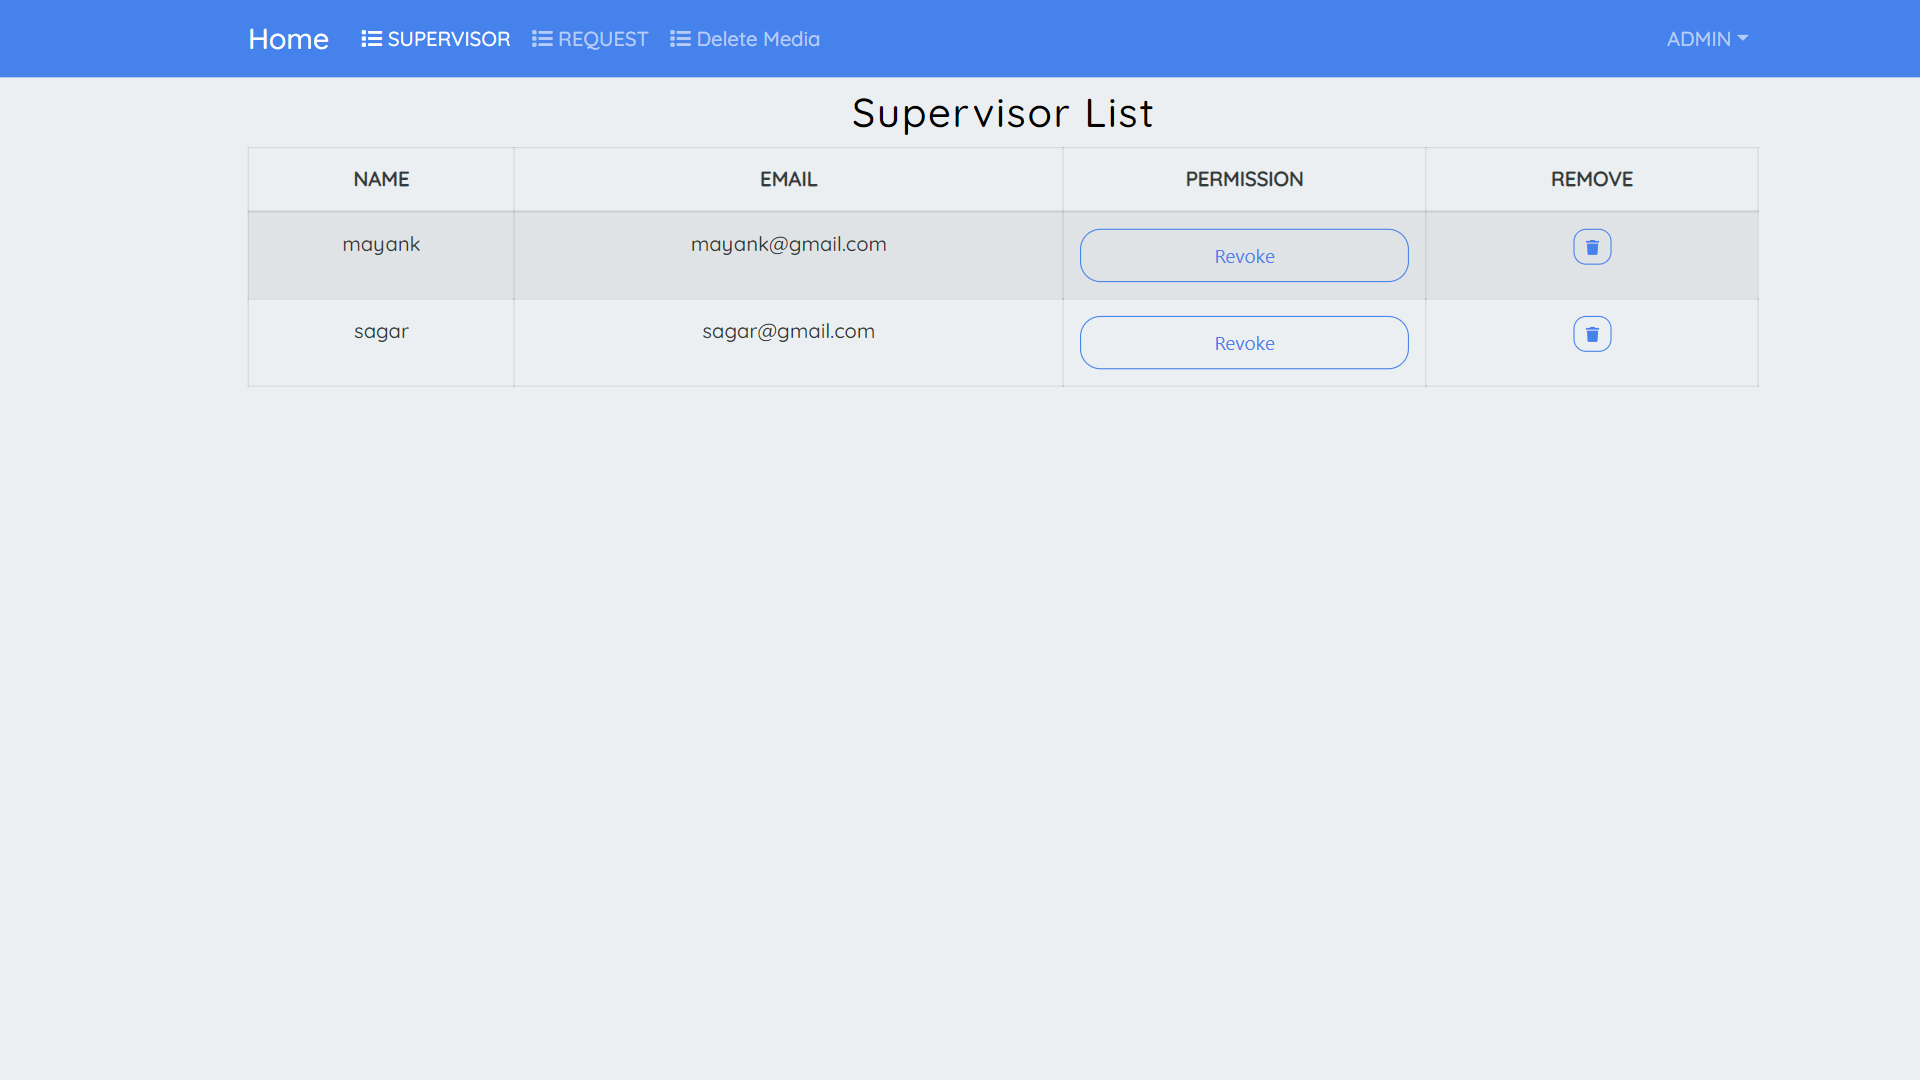 Home SUPERVISOR REQUEST Delete Media ADMIN
Supervisor List
NAME EMAIL PERMISSION REMOVE
mayank mayank@gmail.com Revoke
sagar sagar@gmail.com Revoke